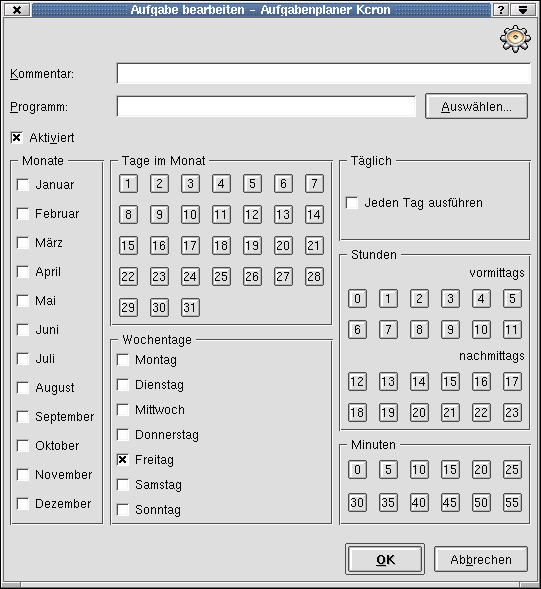 Aufgabe bearbeiten - Aufgabenplaner Kcron
?
Kommentar:
Programm:
Auswählen...
Aktiviert
Monate
Januar
Februar
März
April
Mai
Juni
Juli
August
September
Oktober
November
Dezember
Tage im Monat
1 2 3 4 5 6 7
8 9 10 11 12 13 14
15 16 17 18 19 20 21
22 23 24 25 26 27 28
29 30 31
Wochentage
Montag
Dienstag
Mittwoch
Donnerstag
Freitag
Samstag
Sonntag
Täglich
Jeden Tag ausführen
Stunden
vormittags
0 1 2 3 4 5
6 7 8 9 10 11
nachmittags
12 13 14 15 16 17
18 19 20 21 22 23
Minuten
0 5 10 15 20 25
30 35 40 45 50 55
OK
Abbrechen